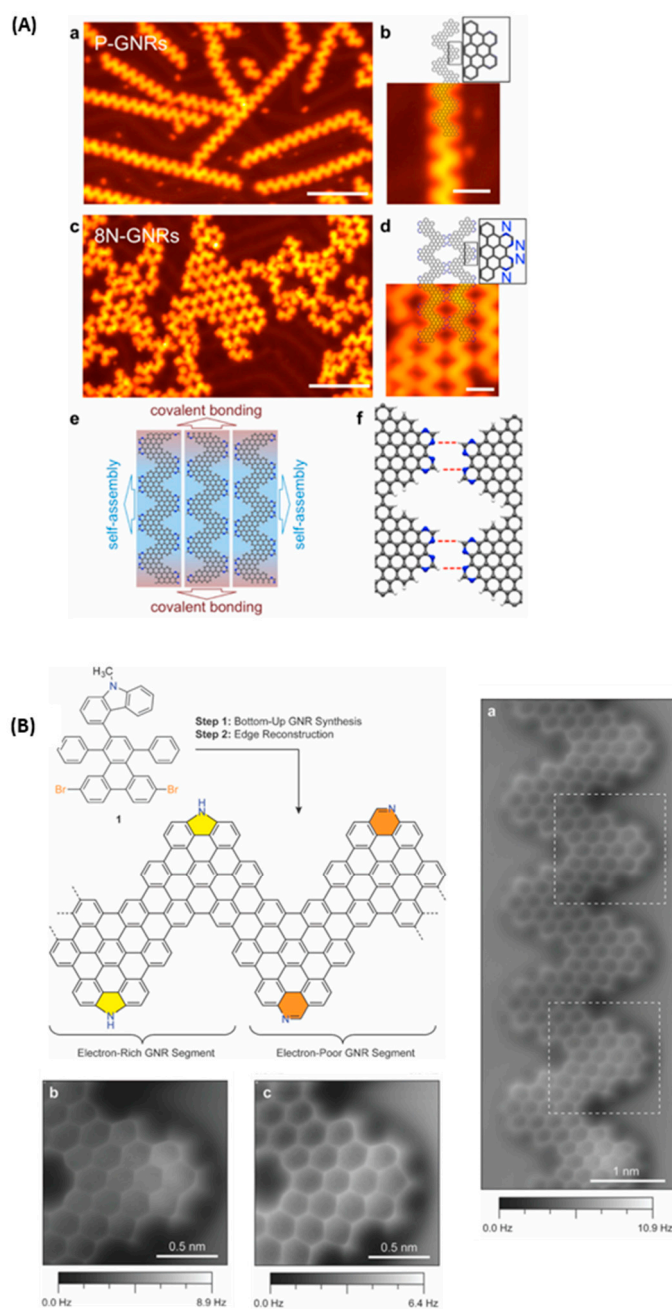 (A)
a
P-GNRs
b
c
8N-GNRs
d
N
N
N
N
e
covalent bonding
self-assembly
self-assembly
covalent bonding
f
(B)
H₃C
N
Br
Br
1
Step 1: Bottom-Up GNR Synthesis
Step 2: Edge Reconstruction
H
N
N
N
H
N
Electron-Rich GNR Segment
Electron-Poor GNR Segment
a
1 nm
0.0 Hz
10.9 Hz
b
0.5 nm
0.0 Hz
8.9 Hz
c
0.5 nm
0.0 Hz
6.4 Hz